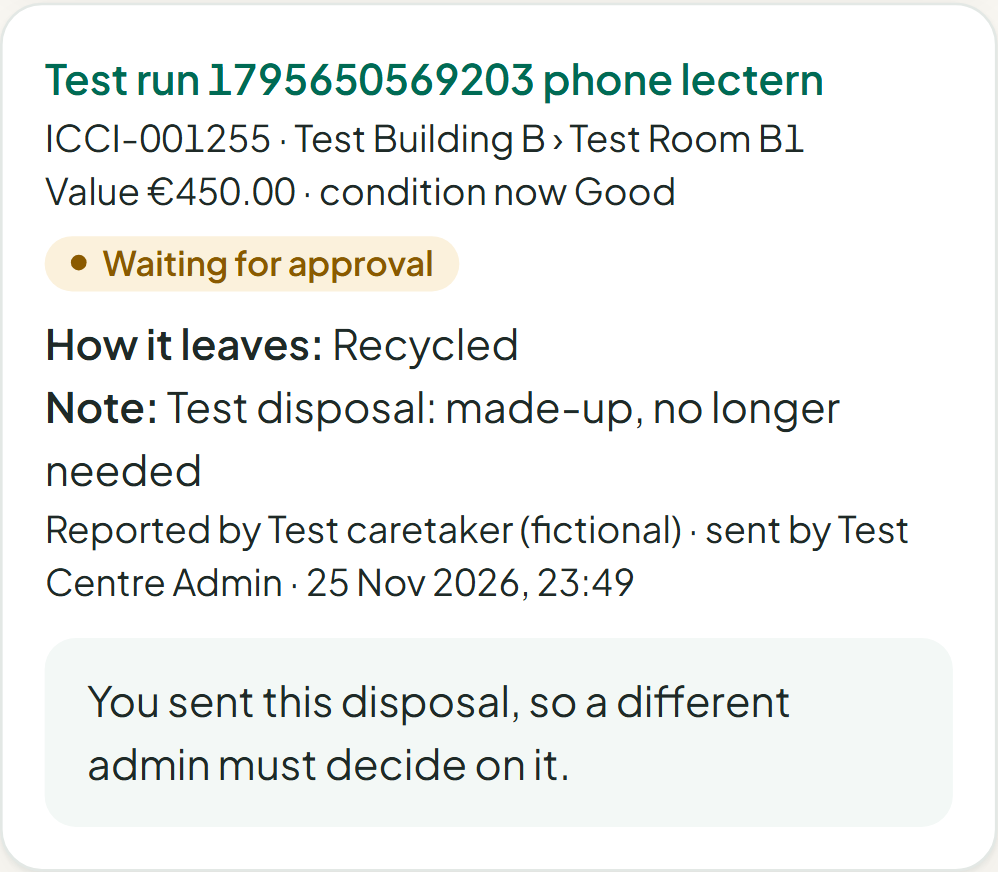 Test run 1795650569203 phone lectern
ICCI-001255 · Test Building B › Test Room B1
Value €450.00 · condition now Good
Waiting for approval
How it leaves: Recycled
Note: Test disposal: made-up, no longer
needed
Reported by Test caretaker (fictional) · sent by Test
Centre Admin · 25 Nov 2026, 23:49
You sent this disposal, so a different
admin must decide on it.